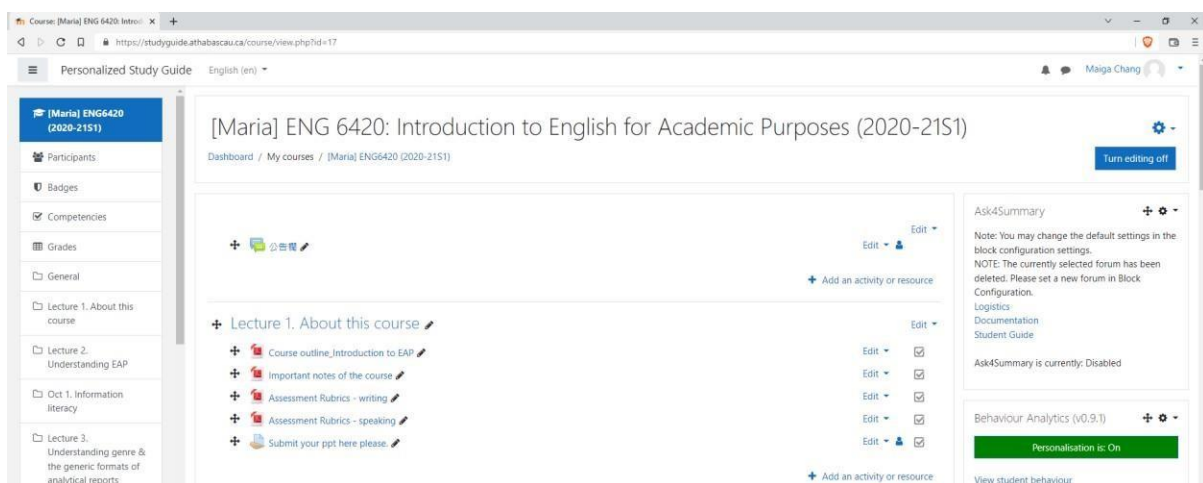 Course: [Maria] ENG 6420: Introd
https://studyguide.athabascau.ca/course/view.php?id=17
Personalized Study Guide
English (en)
Maiga Chang
[Maria] ENG6420
(2020-21S1)
Participants
Badges
Competencies
Grades
General
Lecture 1. About this
course
Lecture 2.
Understanding EAP
Oct 1. Information
literacy
Lecture 3.
Understanding genre &
the generic formats of
analytical reports
[Maria] ENG 6420: Introduction to English for Academic Purposes (2020-21S1)
Dashboard / My courses / [Maria] ENG6420 (2020-21S1)
Turn editing off
Edit
公告欄
Edit
+ Add an activity or resource
Lecture 1. About this course
Edit
Course outline_Introduction to EAP
Edit
Important notes of the course
Edit
Assessment Rubrics - writing
Edit
Assessment Rubrics - speaking
Edit
Submit your ppt here please.
Edit
+ Add an activity or resource
Ask4Summary
Note: You may change the default settings in the
block configuration settings.
NOTE: The currently selected forum has been
deleted. Please set a new forum in Block
Configuration.
Logistics
Documentation
Student Guide
Ask4Summary is currently: Disabled
Behaviour Analytics (v0.9.1)
Personalisation is: On
View student behaviour